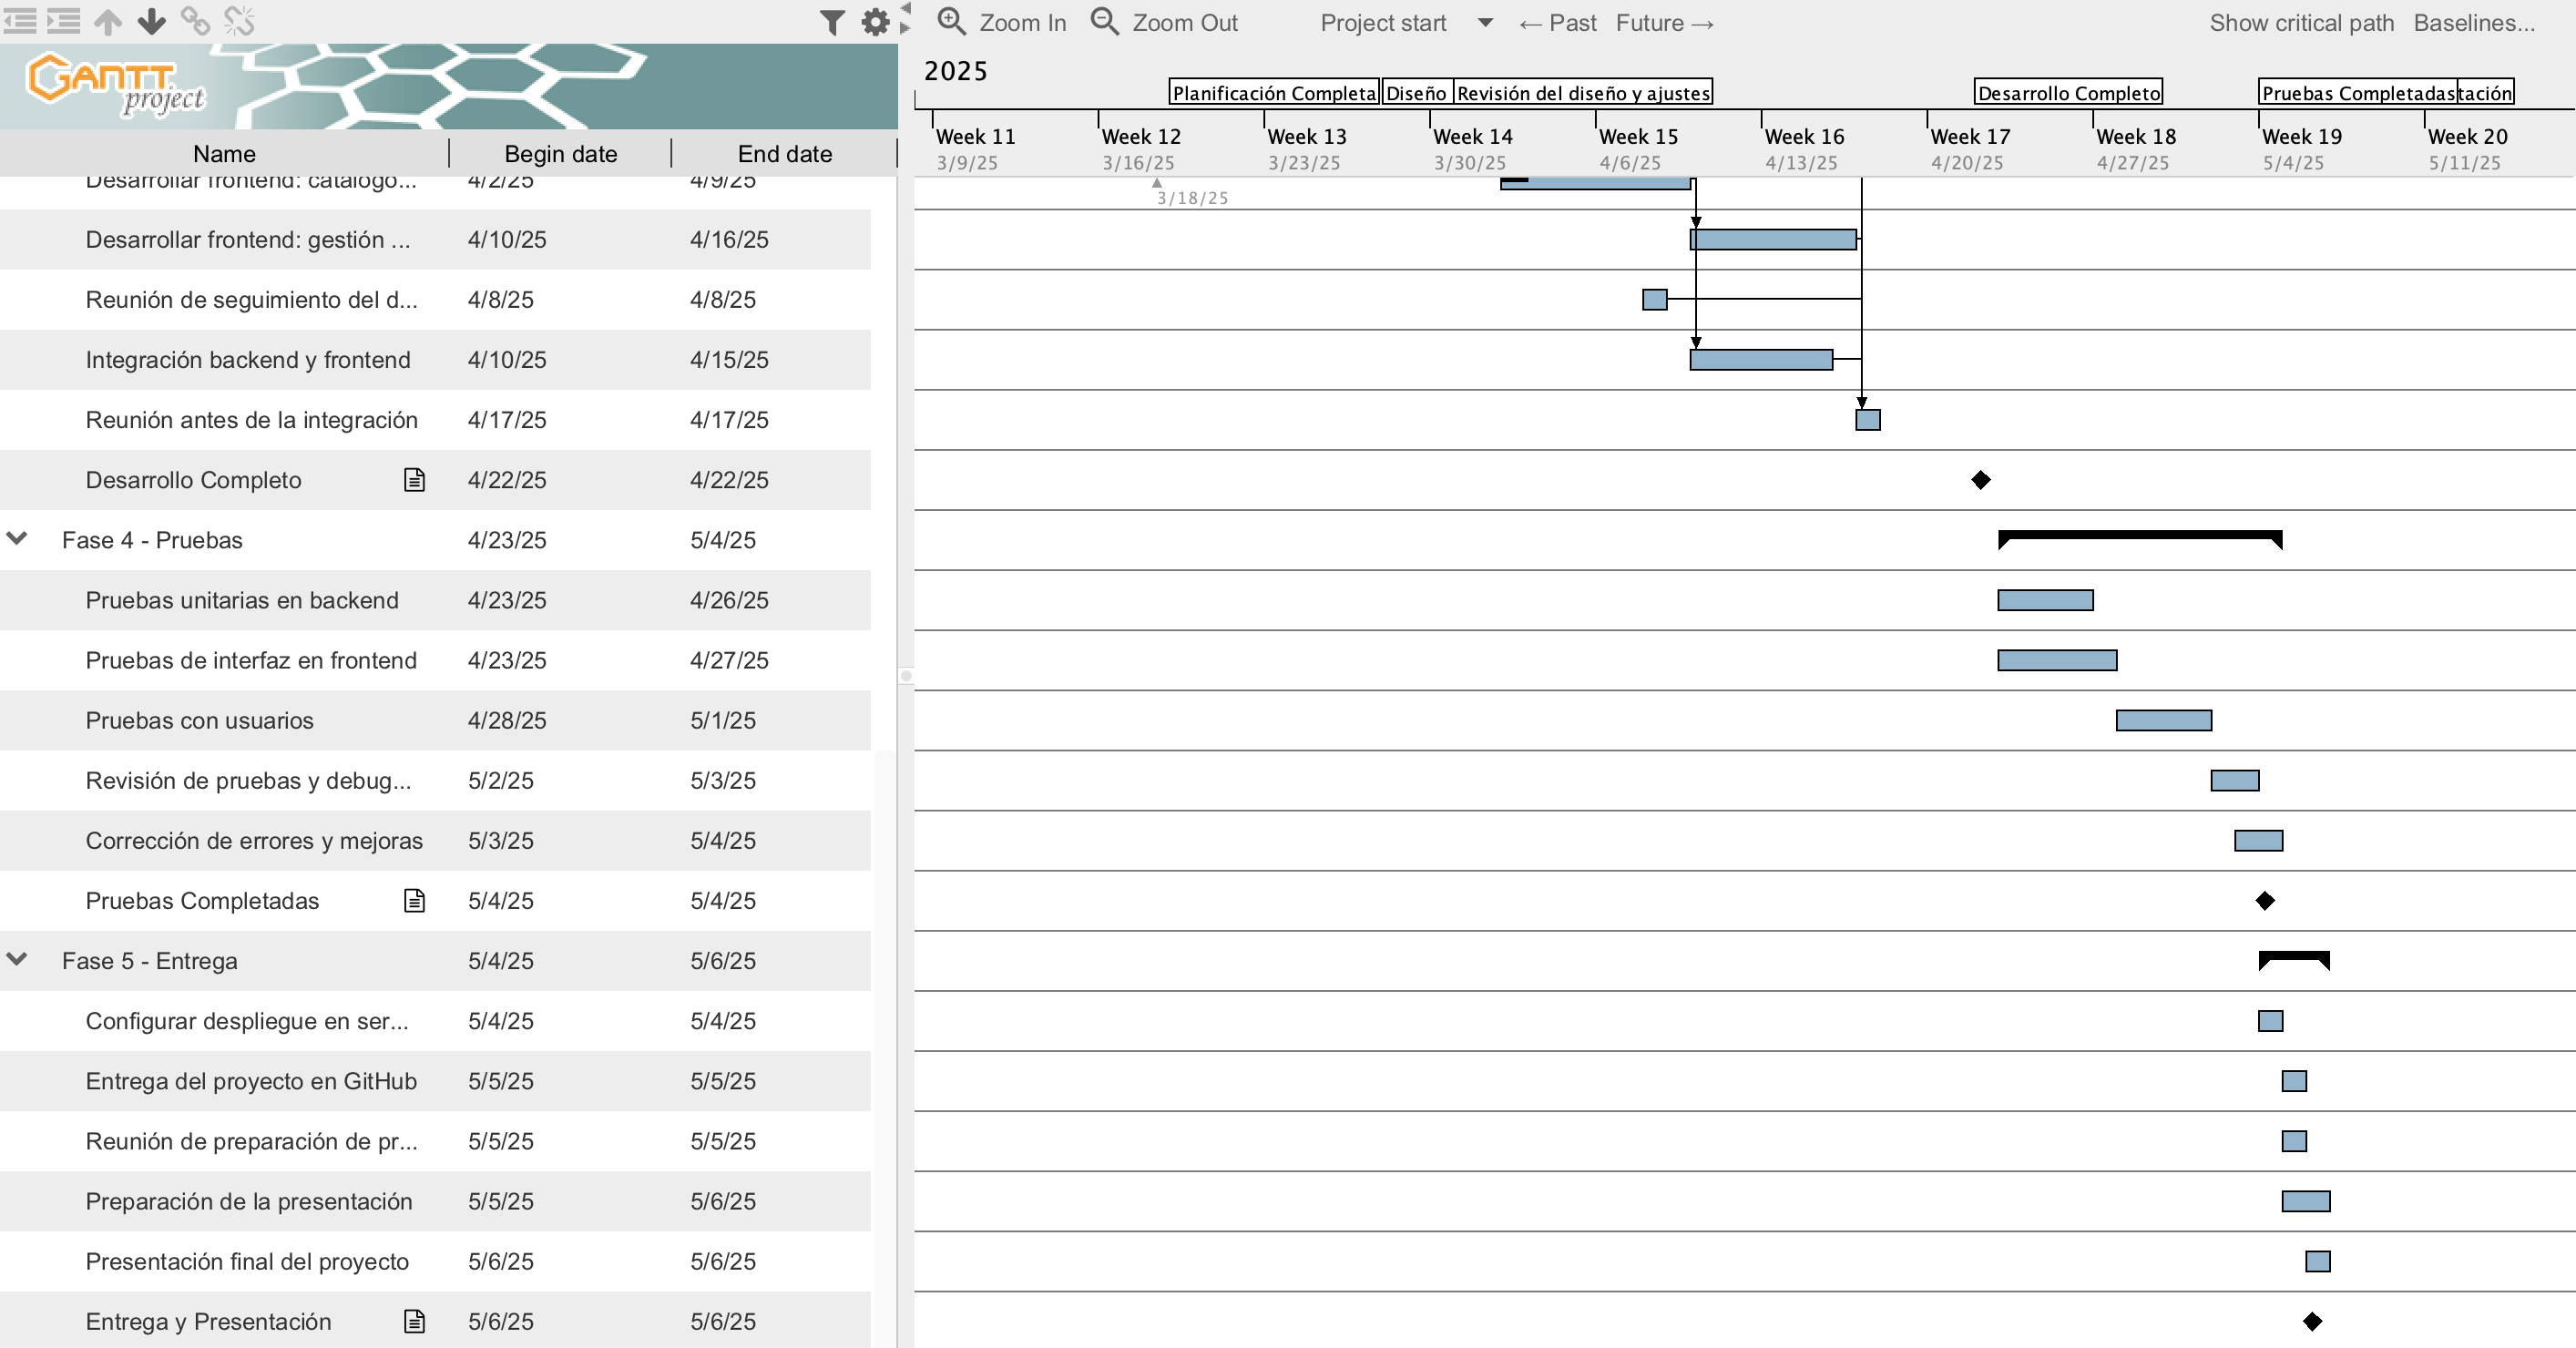 Zoom In Zoom Out Project start ← Past Future → Show critical path Baselines...
GANTT project
2025
Planificación Completa Diseño Revisión del diseño y ajustes Desarrollo Completo Pruebas Completadas tación
Name Begin date End date
Week 11 Week 12 Week 13 Week 14 Week 15 Week 16 Week 17 Week 18 Week 19 Week 20
3/9/25 3/16/25 3/23/25 3/30/25 4/6/25 4/13/25 4/20/25 4/27/25 5/4/25 5/11/25
Desarrollar frontend: catálogo... 4/2/25 4/9/25
3/18/25
Desarrollar frontend: gestión ... 4/10/25 4/16/25
Reunión de seguimiento del d... 4/8/25 4/8/25
Integración backend y frontend 4/10/25 4/15/25
Reunión antes de la integración 4/17/25 4/17/25
Desarrollo Completo 4/22/25 4/22/25
Fase 4 - Pruebas 4/23/25 5/4/25
Pruebas unitarias en backend 4/23/25 4/26/25
Pruebas de interfaz en frontend 4/23/25 4/27/25
Pruebas con usuarios 4/28/25 5/1/25
Revisión de pruebas y debug... 5/2/25 5/3/25
Corrección de errores y mejoras 5/3/25 5/4/25
Pruebas Completadas 5/4/25 5/4/25
Fase 5 - Entrega 5/4/25 5/6/25
Configurar despliegue en ser... 5/4/25 5/4/25
Entrega del proyecto en GitHub 5/5/25 5/5/25
Reunión de preparación de pr... 5/5/25 5/5/25
Preparación de la presentación 5/5/25 5/6/25
Presentación final del proyecto 5/6/25 5/6/25
Entrega y Presentación 5/6/25 5/6/25